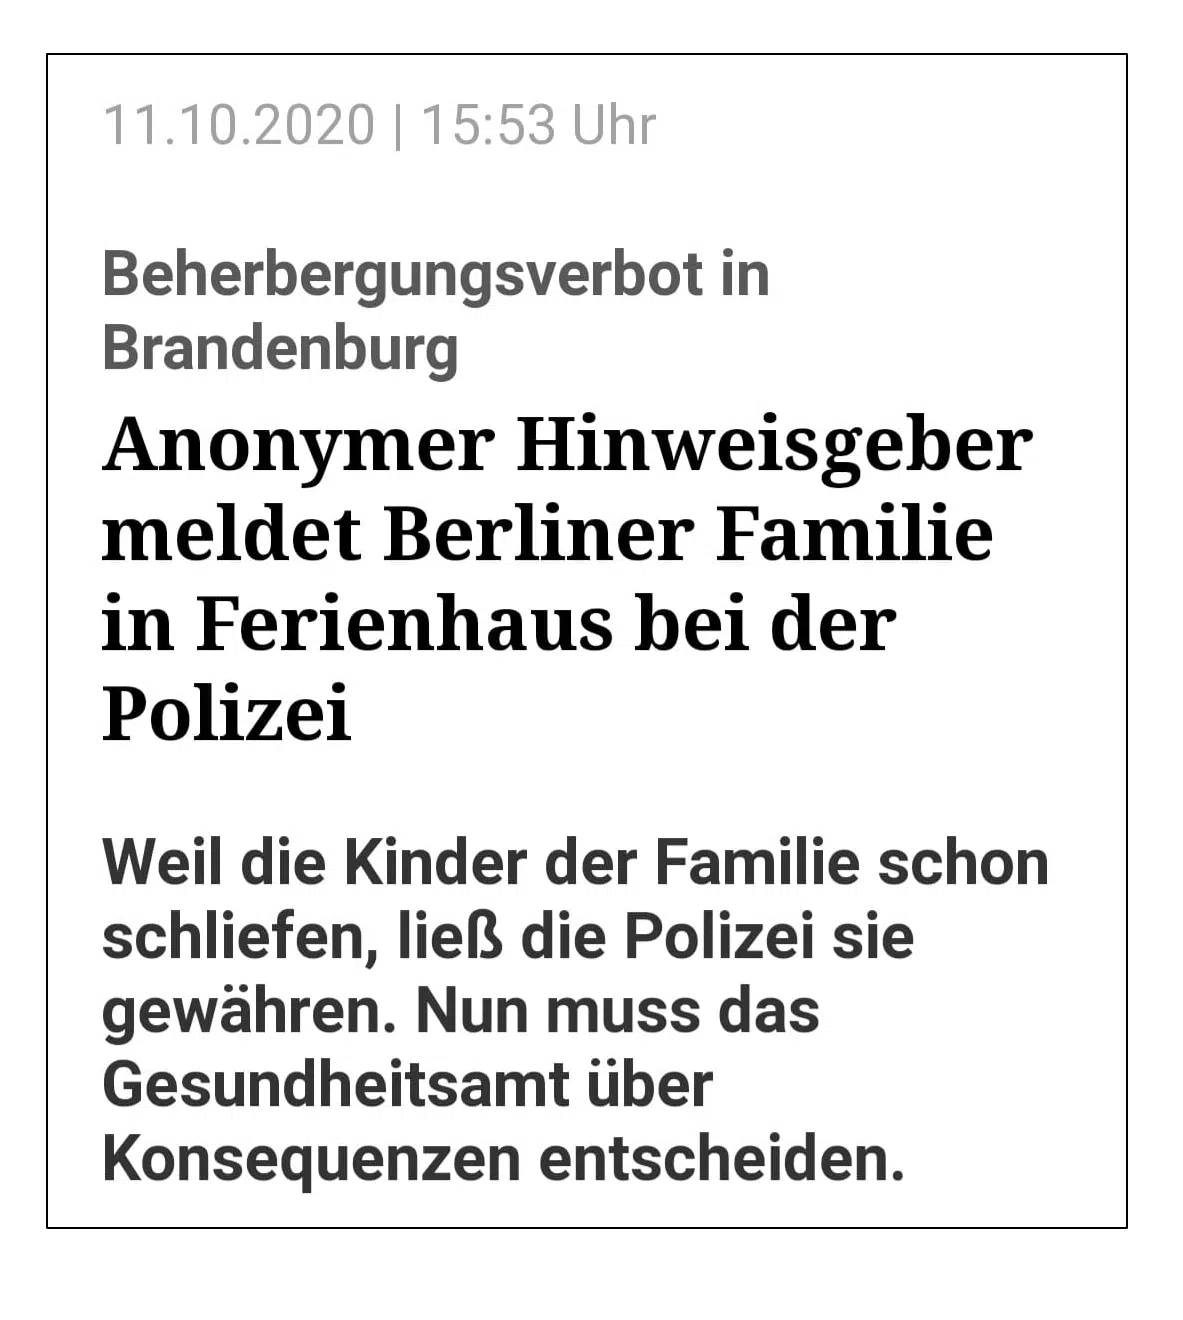 11.10.2020 | 15:53 Uhr
Beherbergungsverbot in
Brandenburg
Anonymer Hinweisgeber
meldet Berliner Familie
in Ferienhaus bei der
Polizei
Weil die Kinder der Familie schon
schliefen, ließ die Polizei sie
gewähren. Nun muss das
Gesundheitsamt über
Konsequenzen entscheiden.